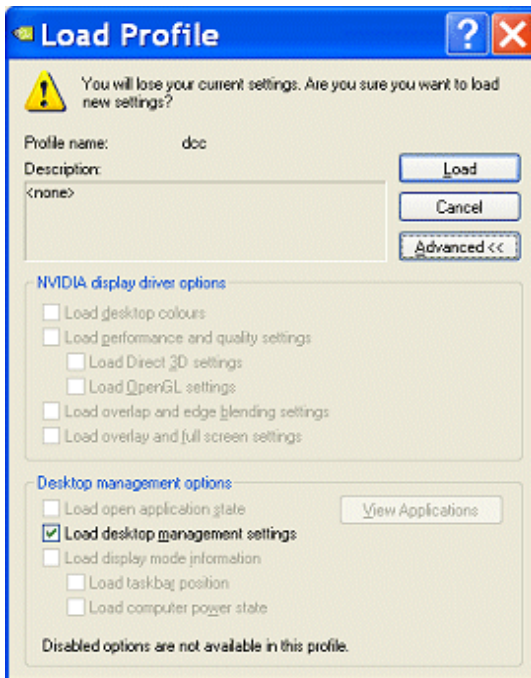 Load Profile
You will lose your current settings. Are you sure you want to load
new settings?
Profile name: dcc
Description:
<none>
Load
Cancel
Advanced <<
NVIDIA display driver options
Load desktop colours
Load performance and quality settings
Load Direct 3D settings
Load OpenGL settings
Load overlap and edge blending settings
Load overlay and full screen settings
Desktop management options
Load open application state
View Applications
Load desktop management settings
Load display mode information
Load taskbar position
Load computer power state
Disabled options are not available in this profile.